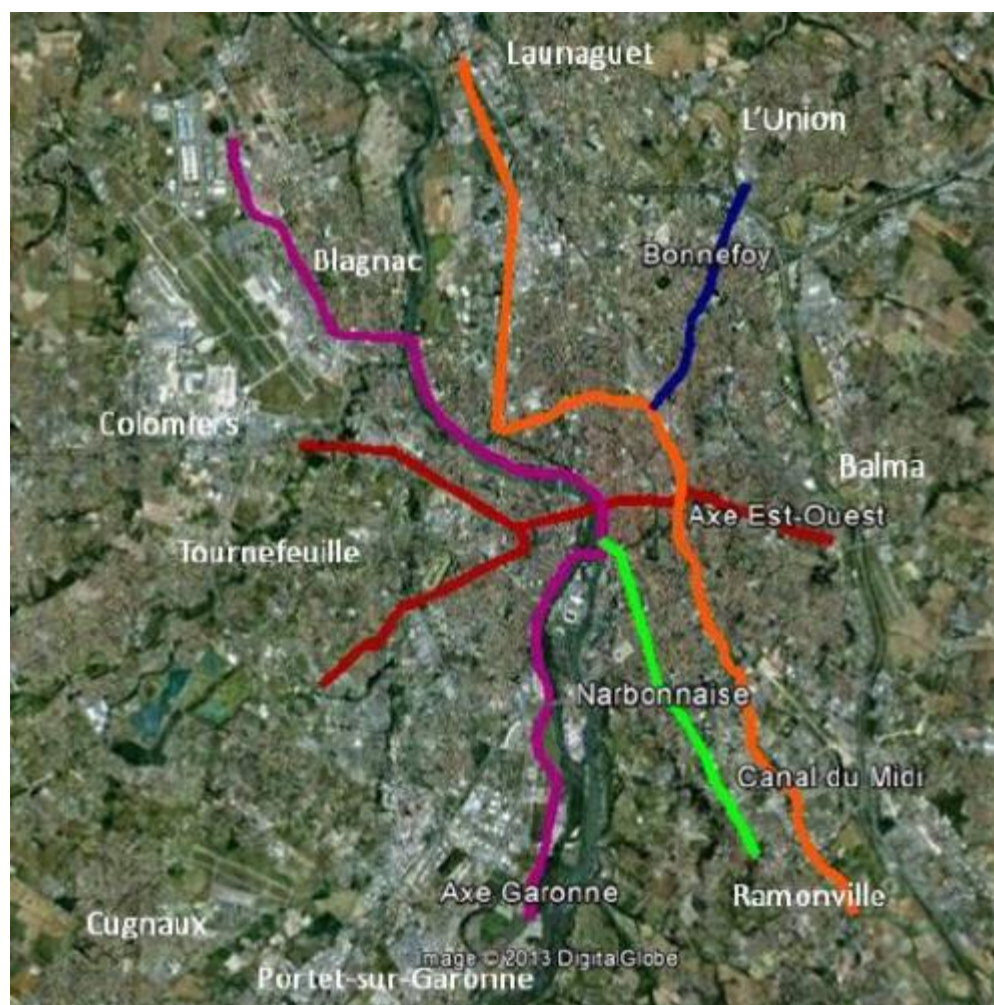 Launaguet
L'Union
Bonnefoy
Blagnac
Colomiers
Balma
Axe Est-Ouest
Tournefeuille
Narbonnaise
Canal du Midi
Axe Garonne
Ramonville
Cugnaux
Image © 2013 DigitalGlobe
Portet-sur-Garonne